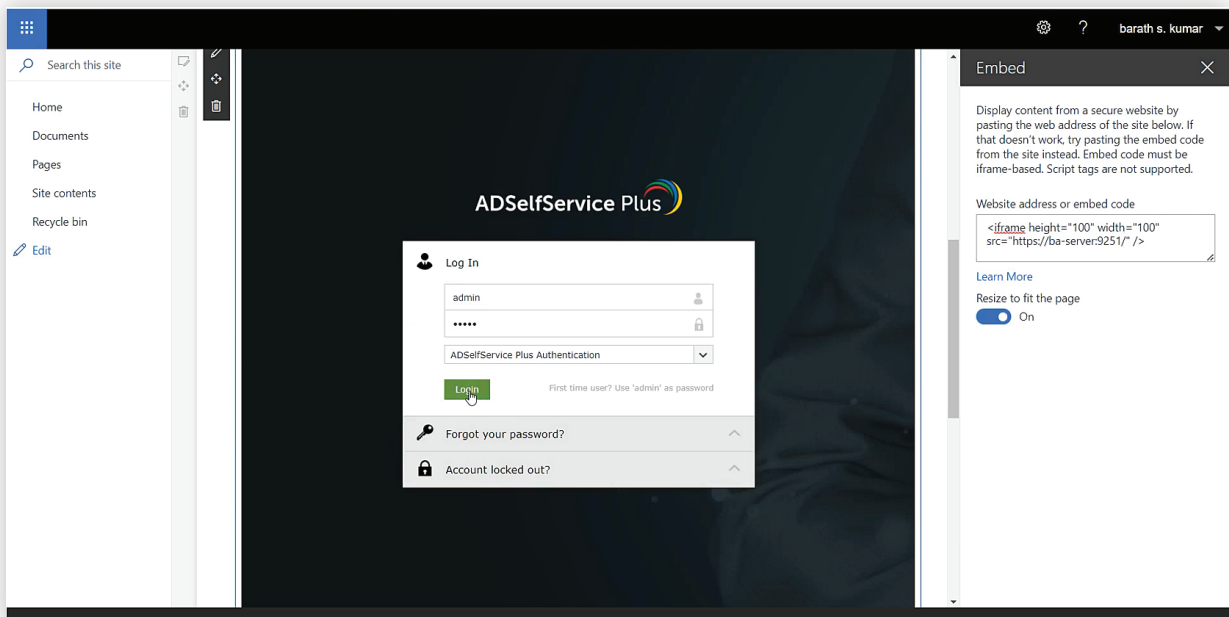 ? barath s. kumar
Search this site
Home
Documents
Pages
Site contents
Recycle bin
Edit
ADSelfService Plus
Log In
admin
•••••
ADSelfService Plus Authentication
Login
First time user? Use 'admin' as password
Forgot your password?
Account locked out?
Embed
Display content from a secure website by
pasting the web address of the site below. If
that doesn't work, try pasting the embed code
from the site instead. Embed code must be
iframe-based. Script tags are not supported.
Website address or embed code
<iframe height="100" width="100"
src="https://ba-server:9251/" />
Learn More
Resize to fit the page
On